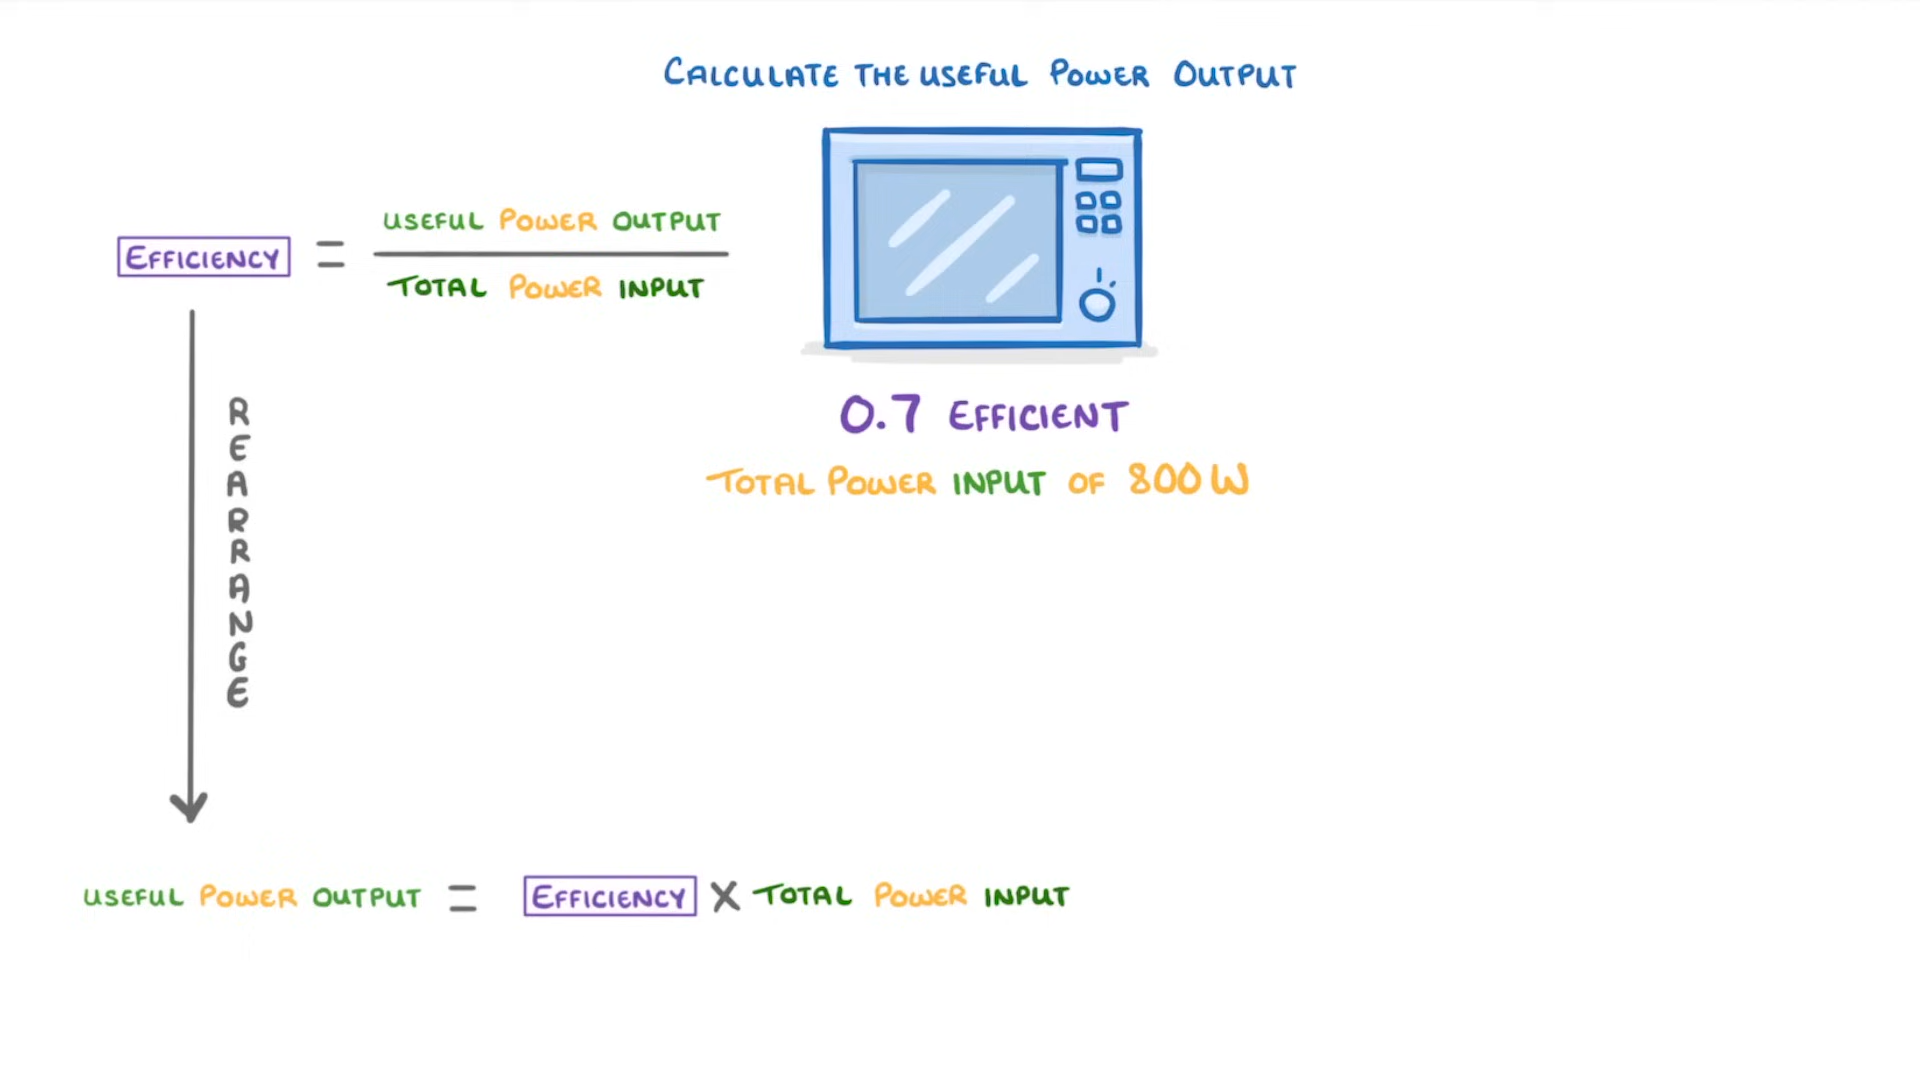 CALCULATE THE USEFUL POWER OUTPUT
EFFICIENCY = USEFUL POWER OUTPUT
TOTAL POWER INPUT
0.7 EFFICIENT
TOTAL POWER INPUT OF 800 W
REARRANGE
USEFUL POWER OUTPUT = EFFICIENCY X TOTAL POWER INPUT